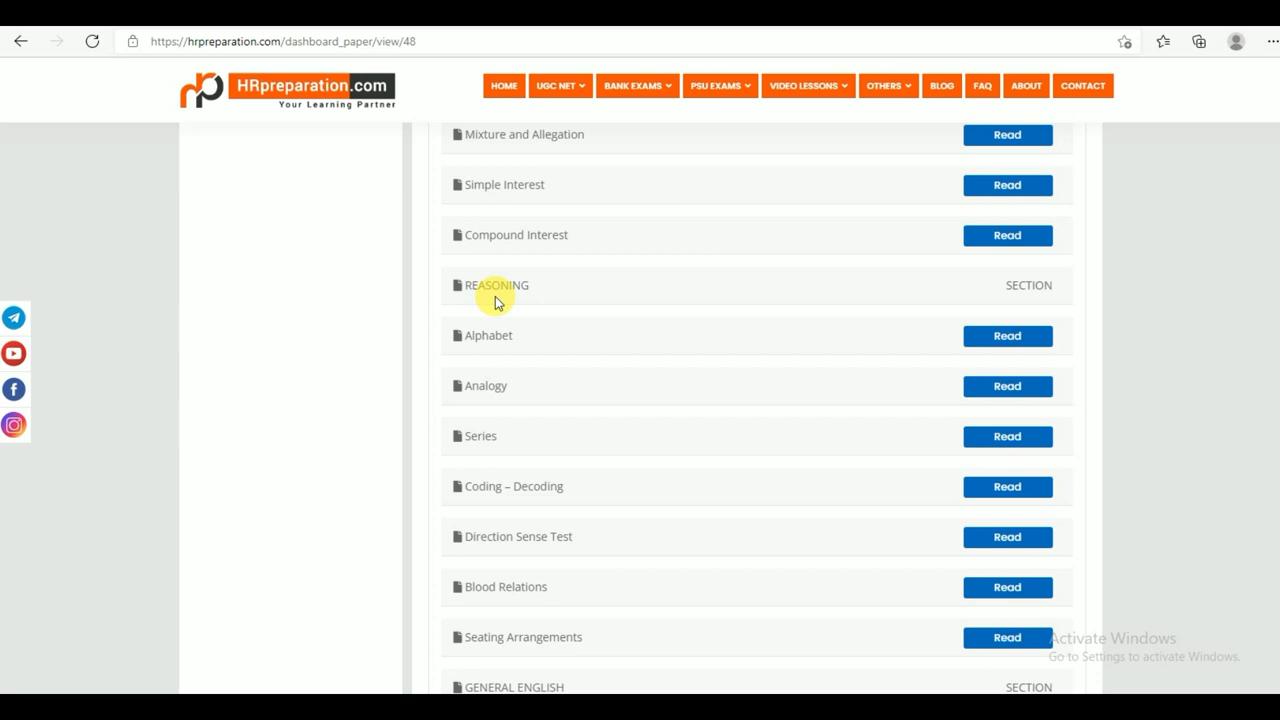 https://hrpreparation.com/dashboard_paper/view/48
HRpreparation.com
Your Learning Partner
HOME UGC NET BANK EXAMS PSU EXAMS VIDEO LESSONS OTHERS BLOG FAQ ABOUT CONTACT
Mixture and Allegation Read
Simple Interest Read
Compound Interest Read
REASONING SECTION
Alphabet Read
Analogy Read
Series Read
Coding – Decoding Read
Direction Sense Test Read
Blood Relations Read
Seating Arrangements Read
Activate Windows
Go to Settings to activate Windows.
GENERAL ENGLISH SECTION